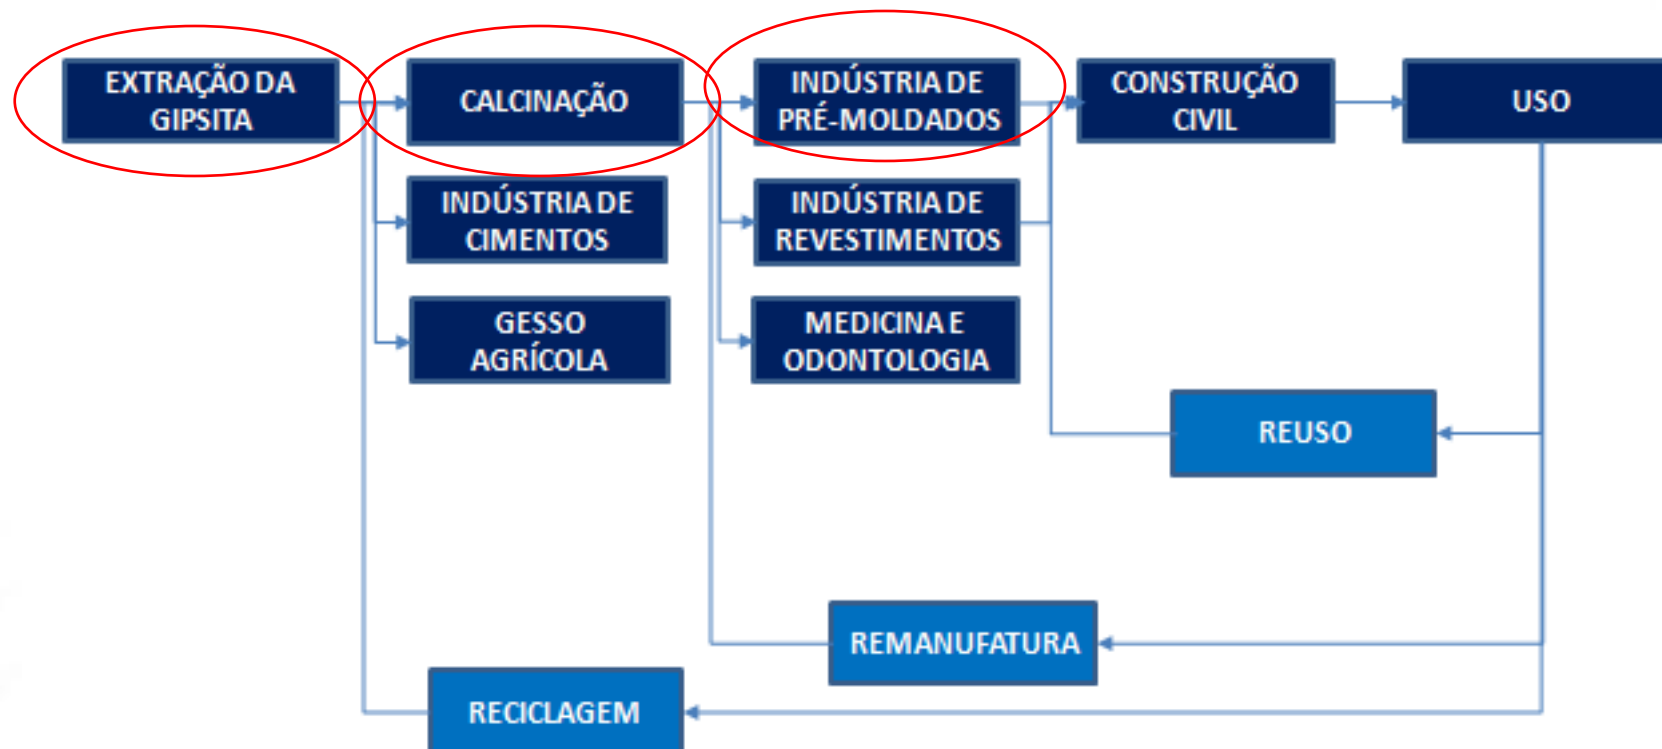 EXTRAÇÃO DA
GIPSITA
CALCINAÇÃO
INDÚSTRIA DE
PRÉ-MOLDADOS
CONSTRUÇÃO
CIVIL
USO
INDÚSTRIA DE
CIMENTOS
INDÚSTRIA DE
REVESTIMENTOS
GESSO
AGRÍCOLA
MEDICINA E
ODONTOLOGIA
REUSO
REMANUFATURA
RECICLAGEM